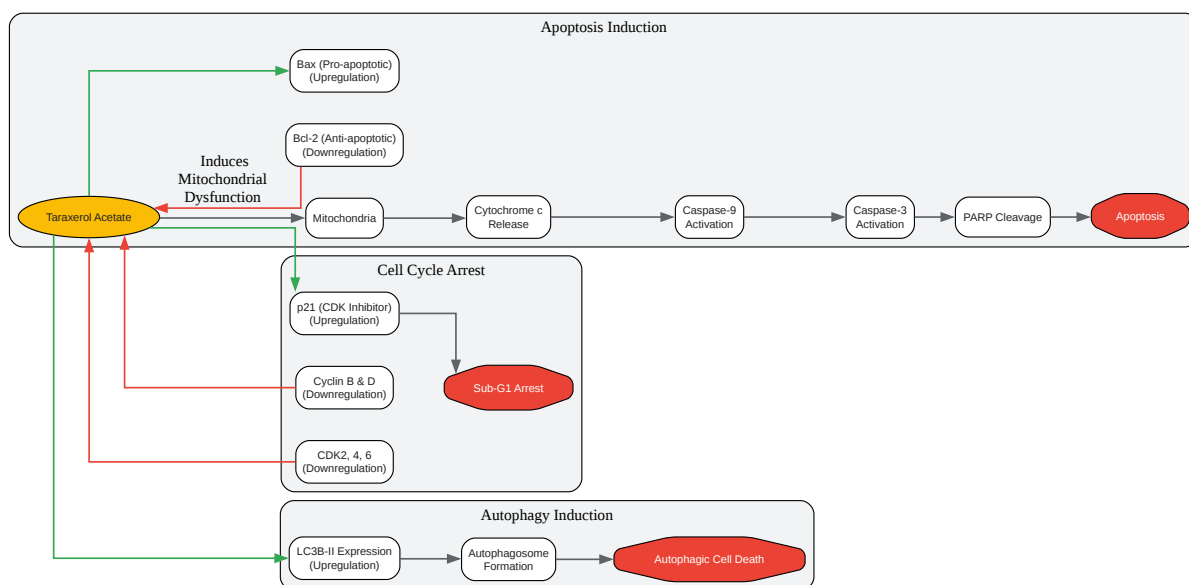 Apoptosis Induction
Bax (Pro-apoptotic)
(Upregulation)
Bcl-2 (Anti-apoptotic)
(Downregulation)
Induces
Mitochondrial
Dysfunction
Taraxerol Acetate
Mitochondria
Cytochrome c
Release
Caspase-9
Activation
Caspase-3
Activation
PARP Cleavage
Apoptosis
Cell Cycle Arrest
p21 (CDK Inhibitor)
(Upregulation)
Cyclin B & D
(Downregulation)
Sub-G1 Arrest
CDK2, 4, 6
(Downregulation)
Autophagy Induction
LC3B-II Expression
(Upregulation)
Autophagosome
Formation
Autophagic Cell Death